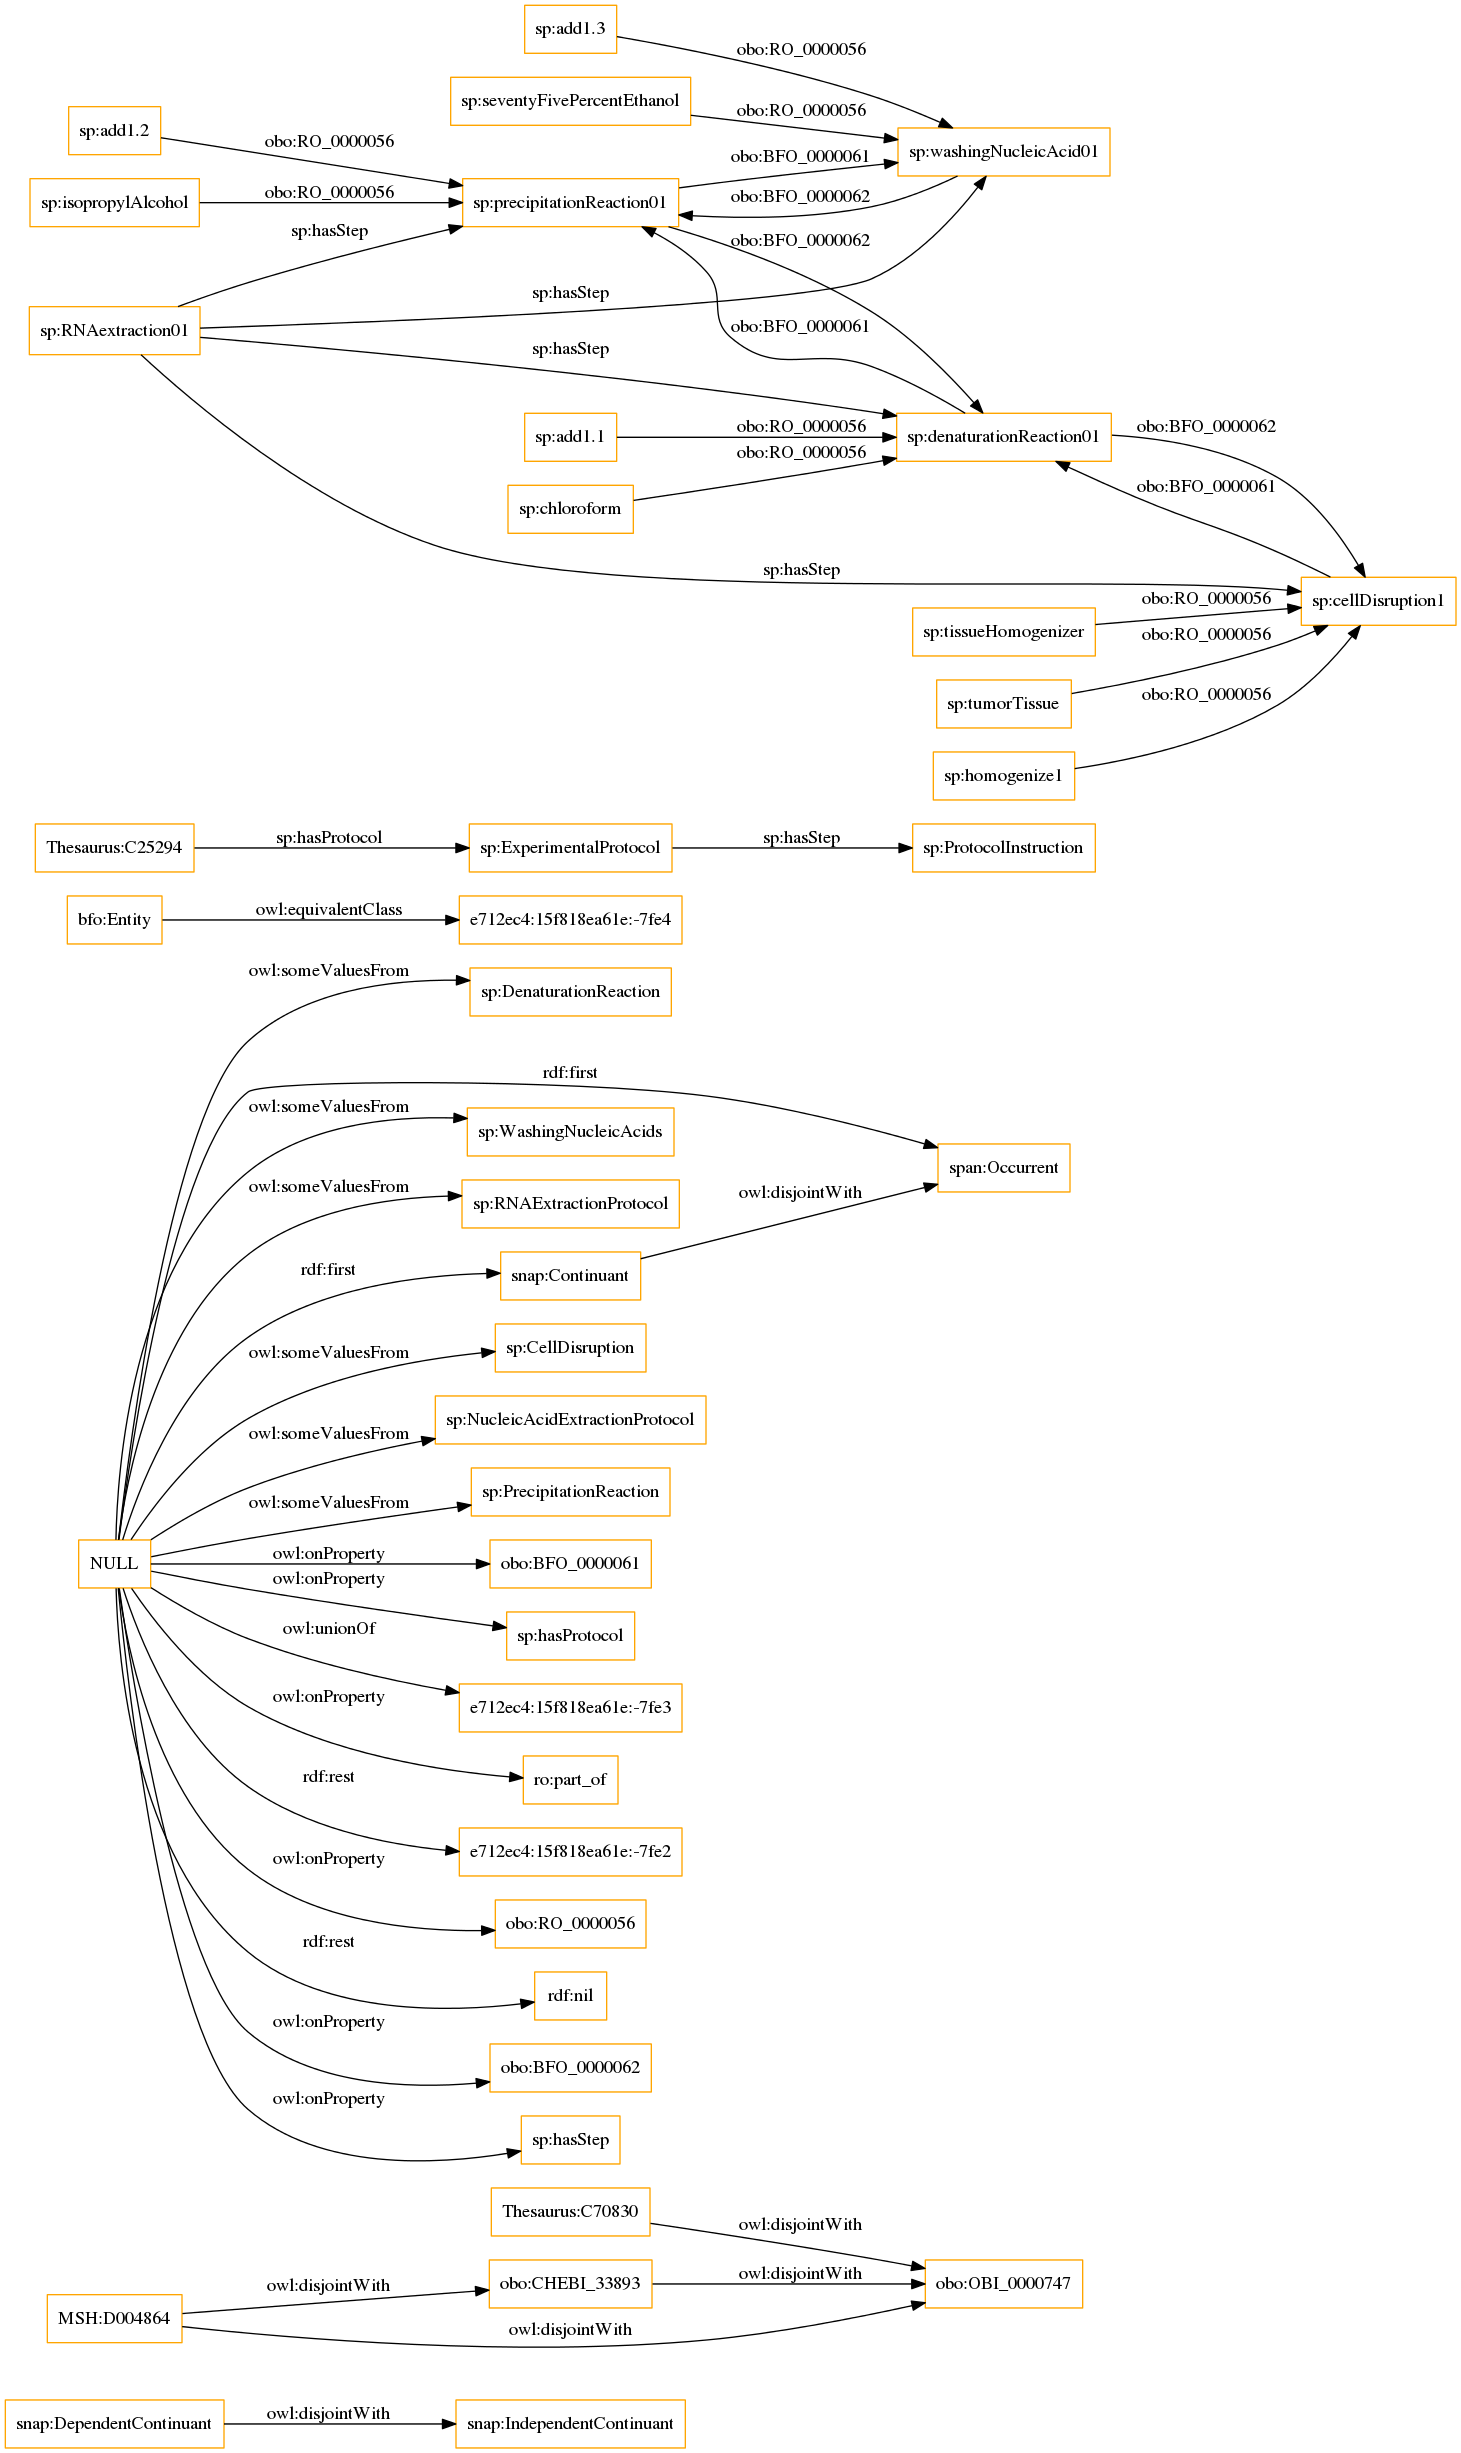 sp:add1.3
obo:RO_0000056
sp:seventyFivePercentEthanol
obo:RO_0000056
sp:add1.2
obo:RO_0000056
sp:washingNucleicAcid01
obo:BFO_0000061
sp:isopropylAlcohol
obo:RO_0000056
sp:precipitationReaction01
obo:BFO_0000062
sp:hasStep
obo:BFO_0000062
sp:hasStep
sp:RNAextraction01
obo:BFO_0000061
sp:hasStep
sp:add1.1
obo:RO_0000056
sp:denaturationReaction01
obo:BFO_0000062
obo:RO_0000056
sp:chloroform
obo:BFO_0000061
sp:hasStep
sp:cellDisruption1
obo:RO_0000056
sp:tissueHomogenizer
obo:RO_0000056
sp:tumorTissue
obo:RO_0000056
sp:homogenize1
Thesaurus:C25294
sp:hasProtocol
sp:ExperimentalProtocol
sp:hasStep
sp:ProtocolInstruction
bfo:Entity
owl:equivalentClass
e712ec4:15f818ea61e:-7fe4
owl:someValuesFrom
sp:DenaturationReaction
rdf:first
owl:someValuesFrom
sp:WashingNucleicAcids
span:Occurrent
owl:someValuesFrom
sp:RNAExtractionProtocol
owl:disjointWith
rdf:first
snap:Continuant
owl:someValuesFrom
sp:CellDisruption
owl:someValuesFrom
sp:NucleicAcidExtractionProtocol
owl:someValuesFrom
sp:PrecipitationReaction
NULL
owl:onProperty
obo:BFO_0000061
owl:onProperty
sp:hasProtocol
owl:unionOf
e712ec4:15f818ea61e:-7fe3
owl:onProperty
ro:part_of
rdf:rest
e712ec4:15f818ea61e:-7fe2
owl:onProperty
obo:RO_0000056
rdf:rest
rdf:nil
owl:onProperty
obo:BFO_0000062
owl:onProperty
sp:hasStep
Thesaurus:C70830
owl:disjointWith
owl:disjointWith
obo:CHEBI_33893
owl:disjointWith
obo:OBI_0000747
MSH:D004864
owl:disjointWith
snap:DependentContinuant
owl:disjointWith
snap:IndependentContinuant